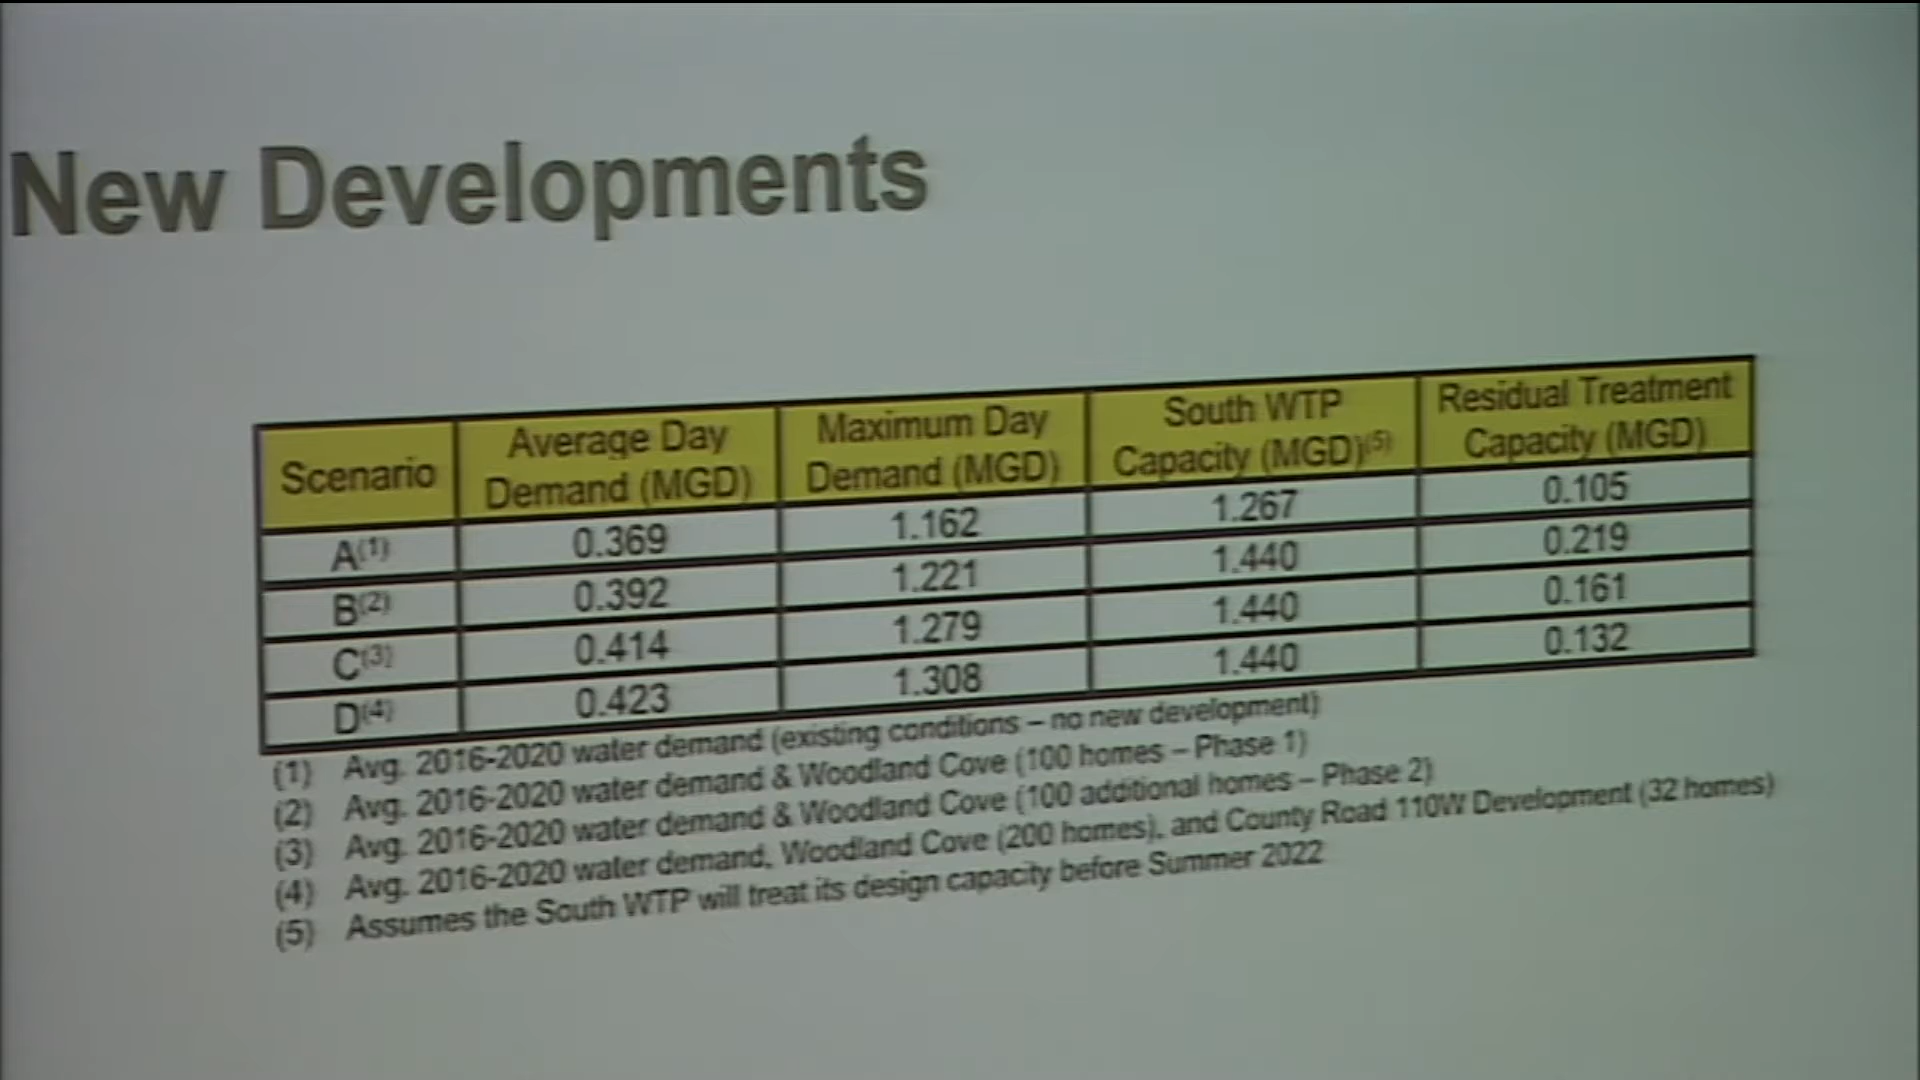 New Developments
Scenario Average Day Demand (MGD) Maximum Day Demand (MGD) South WTP Capacity (MGD)(5) Residual Treatment Capacity (MGD)
A(1) 0.369 1.162 1.267 0.105
B(2) 0.392 1.221 1.440 0.219
C(3) 0.414 1.279 1.440 0.161
D(4) 0.423 1.308 1.440 0.132
(1) Avg. 2016-2020 water demand (existing conditions – no new development)
(2) Avg. 2016-2020 water demand & Woodland Cove (100 homes – Phase 1)
(3) Avg. 2016-2020 water demand & Woodland Cove (100 additional homes – Phase 2)
(4) Avg. 2016-2020 water demand, Woodland Cove (200 homes), and County Road 110W Development (32 homes)
(5) Assumes the South WTP will treat its design capacity before Summer 2022